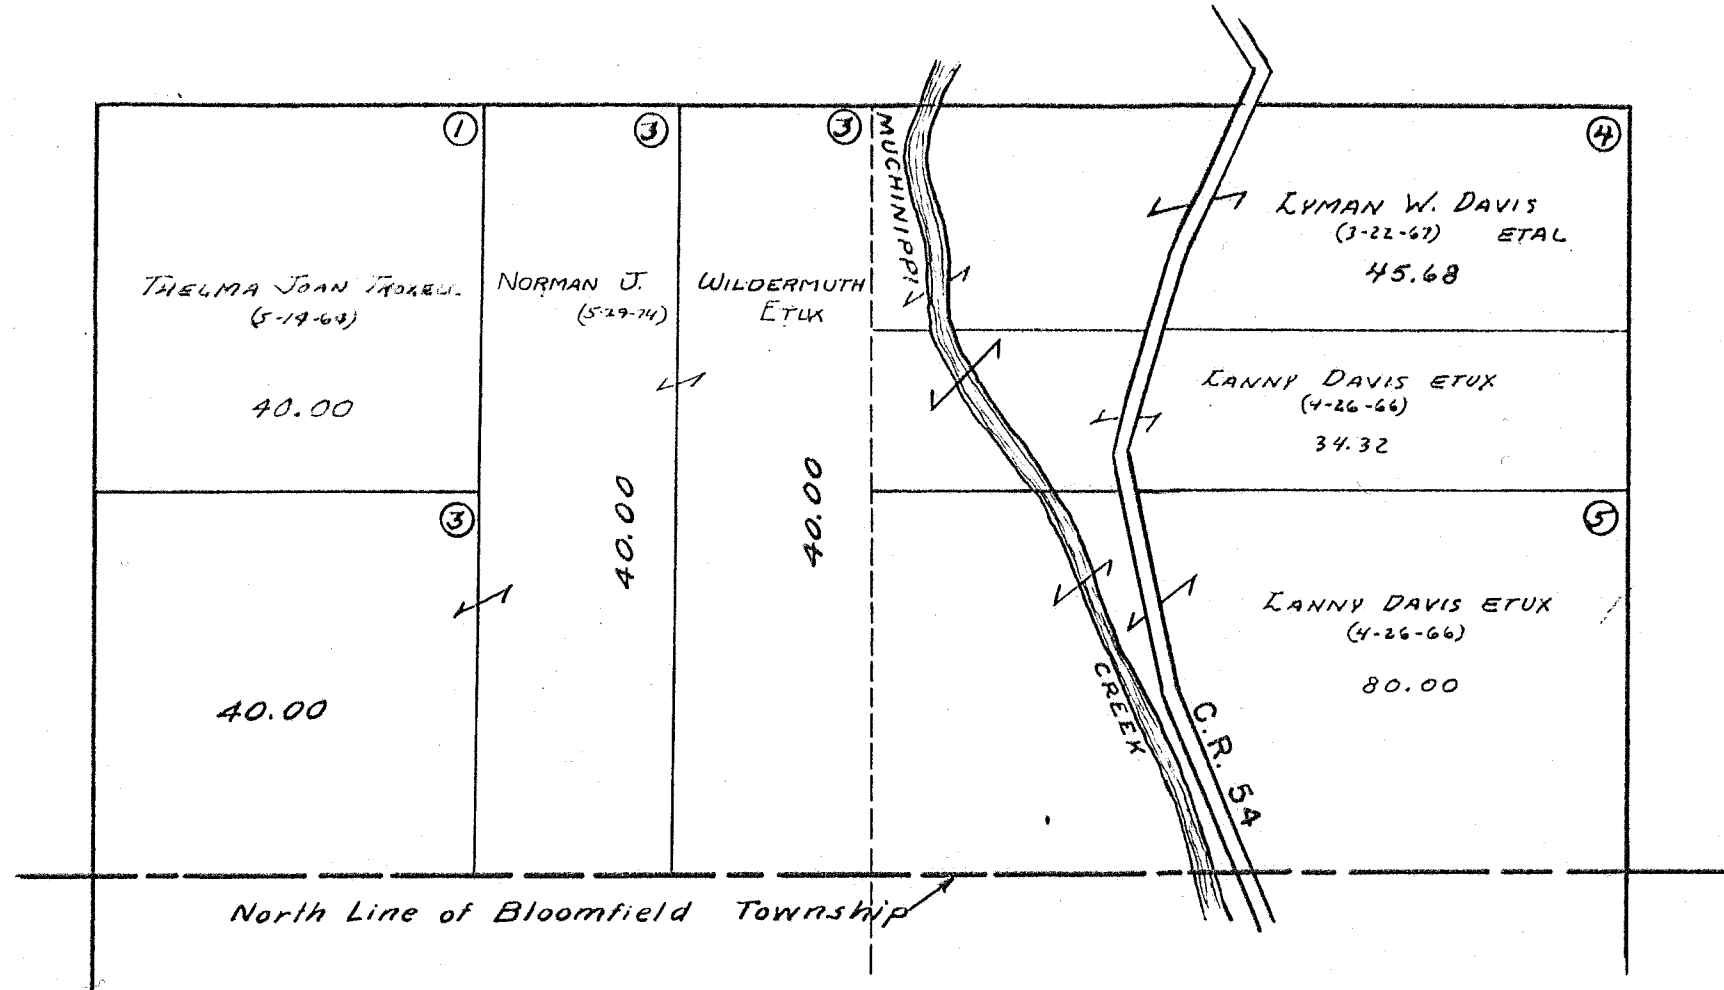 ①
THELMA JOAN TROXELL
(5-14-64)
40.00
③
40.00
③
NORMAN J.
(5-29-74)
40.00
③
WILDERMUTH
ETUX
40.00
MUCHINIPPI
CREEK
④
LYMAN W. DAVIS
(3-22-67) ETAL
45.68
LANNY DAVIS ETUX
(4-26-66)
34.32
⑤
LANNY DAVIS ETUX
(4-26-66)
80.00
C.R. 54
North Line of Bloomfield Township